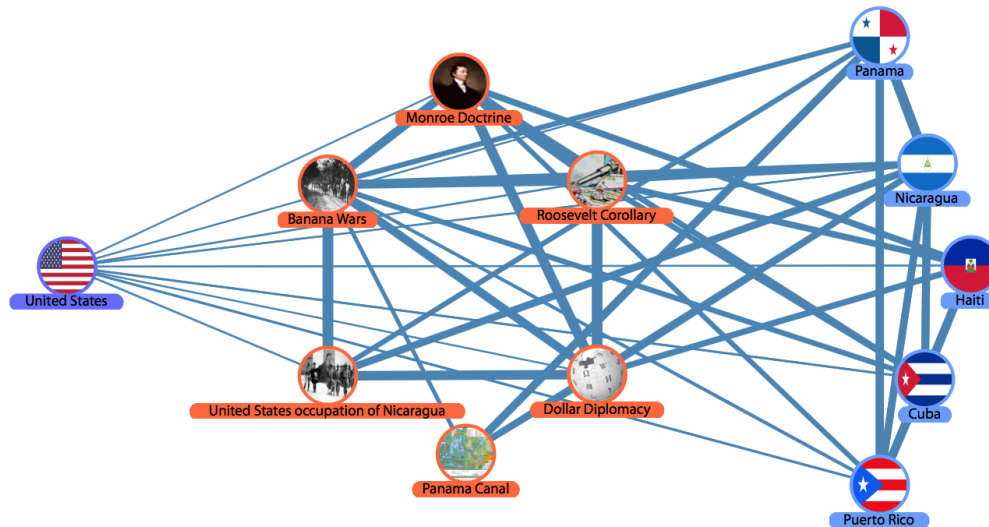 Panama
Monroe Doctrine
Nicaragua
Banana Wars
Roosevelt Corollary
United States
Haiti
United States occupation of Nicaragua
Dollar Diplomacy
Cuba
Panama Canal
Puerto Rico